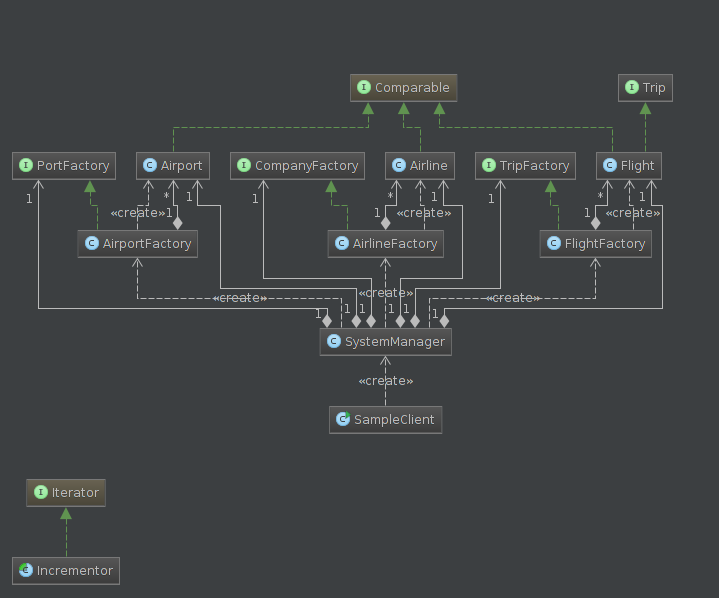 I Comparable
I Trip
I PortFactory
C Airport
I CompanyFactory
C Airline
I TripFactory
C Flight
1
*
1
1
*
1
1
*
1
«create»1
1 «create»
1 «create»
C AirportFactory
C AirlineFactory
C FlightFactory
«create»
«create»
«create»
1
1
1
1
1
1
C SystemManager
«create»
C SampleClient
I Iterator
C Incrementor